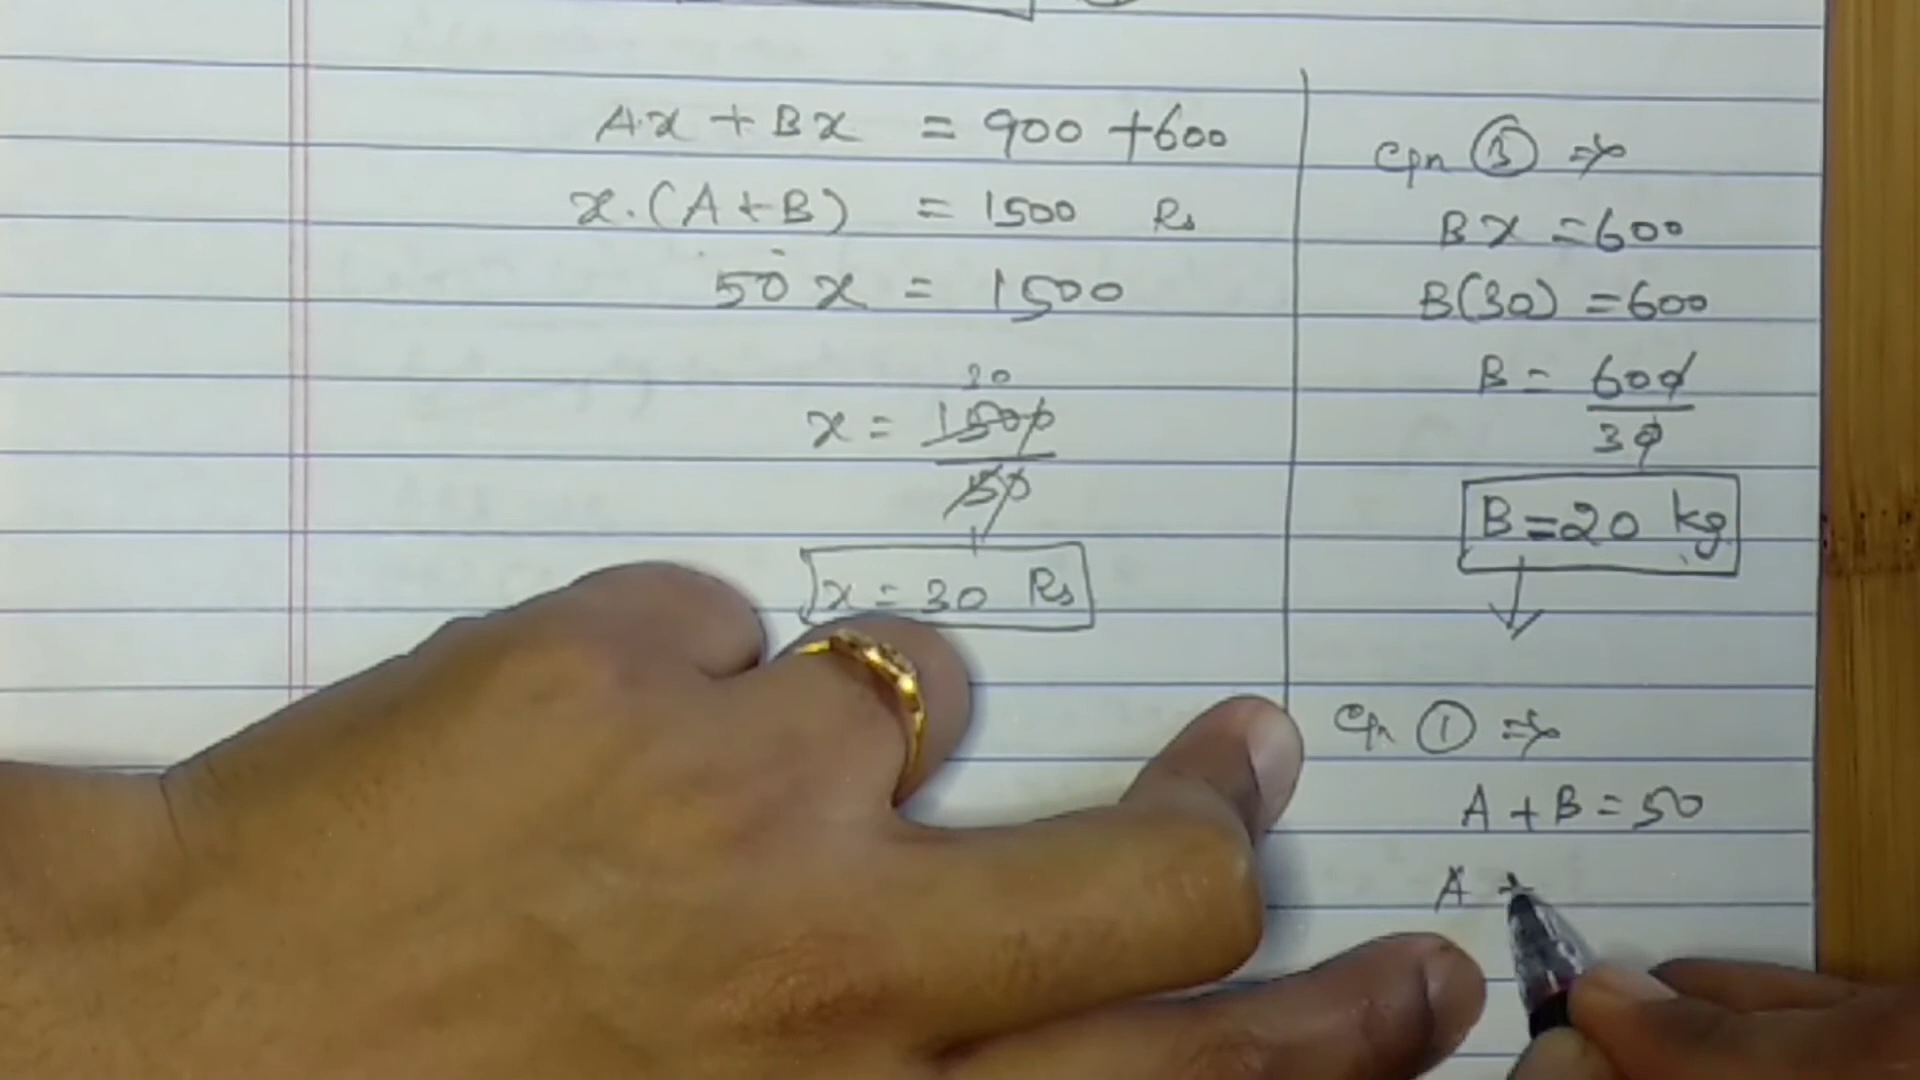 Ax + Bx = 900 + 600
x.(A+B) = 1500 Rs
50x = 1500
30
x = 1500
50
x = 30 Rs
Eqn ③ ⇒
Bx = 600
B(30) = 600
B = 600
30
B = 20 kg
Eqn ① ⇒
A + B = 50
A +